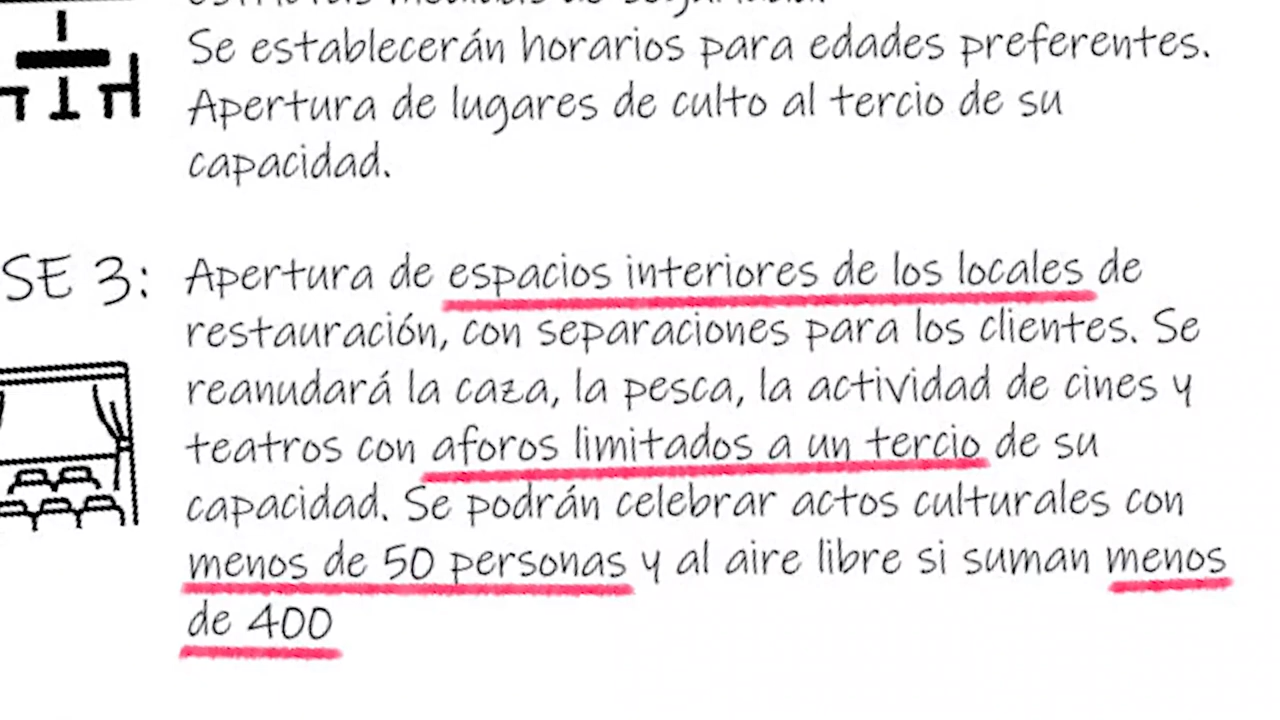 Se establecerán horarios para edades preferentes.
Apertura de lugares de culto al tercio de su
capacidad.
SE 3: Apertura de espacios interiores de los locales de
restauración, con separaciones para los clientes. Se
reanudará la caza, la pesca, la actividad de cines y
teatros con aforos limitados a un tercio de su
capacidad. Se podrán celebrar actos culturales con
menos de 50 personas y al aire libre si suman menos
de 400